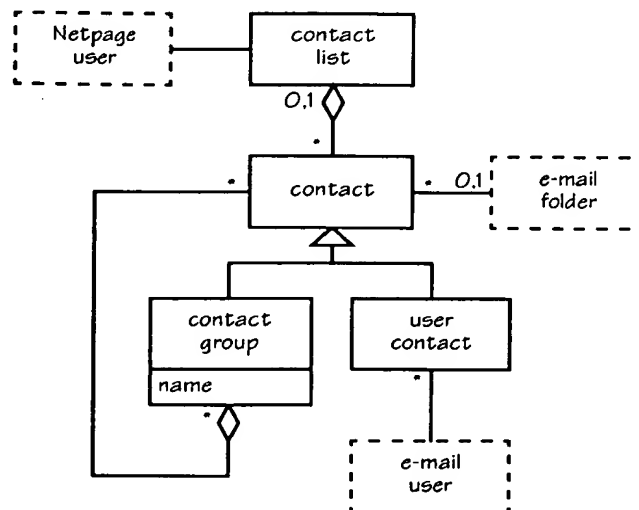 Netpage
user
contact
list
0,1
*
*
contact
*
0,1
e-mail
folder
contact
group
name
*
user
contact
*
e-mail
user